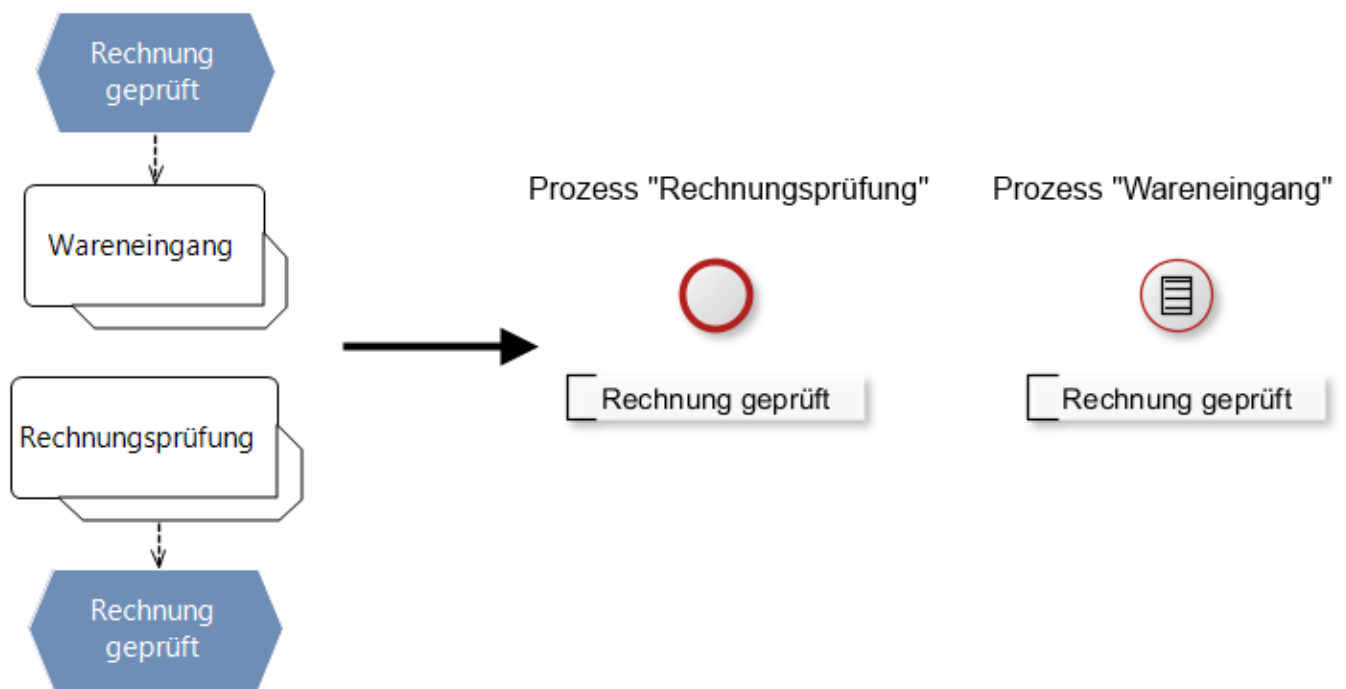 Rechnung
geprüft
Wareneingang
Rechnungsprüfung
Rechnung
geprüft
Prozess "Rechnungsprüfung"
Rechnung geprüft
Prozess "Wareneingang"
Rechnung geprüft